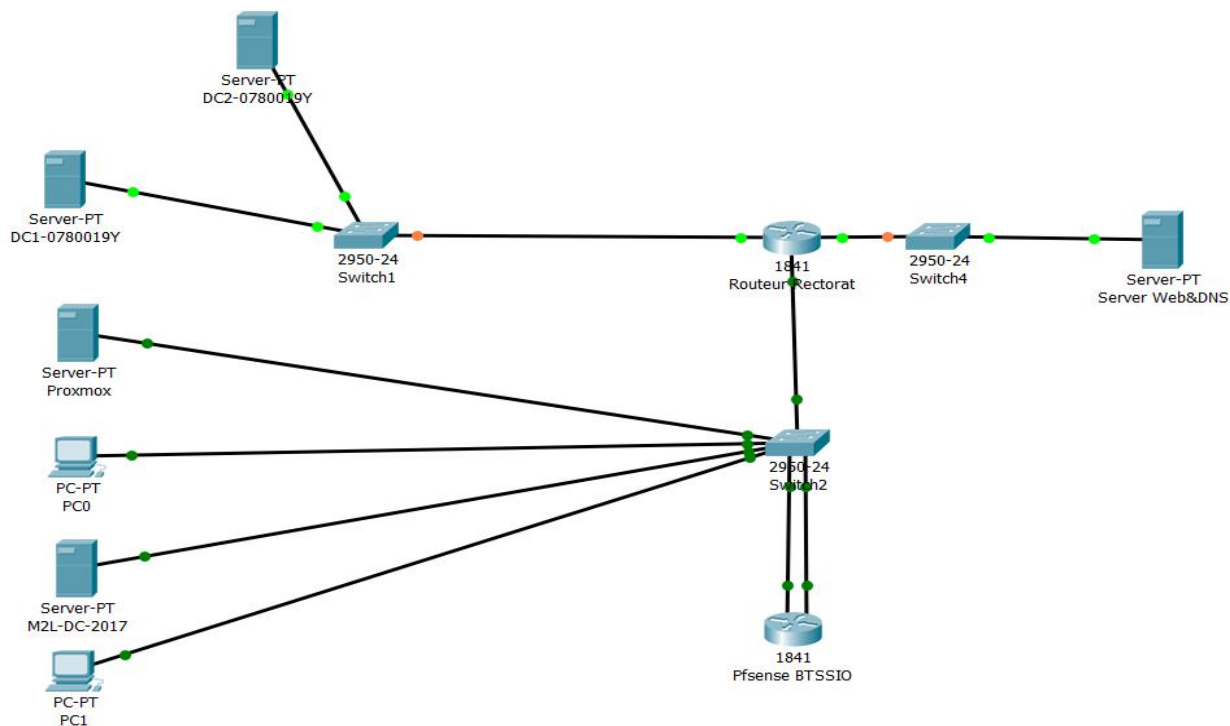 Server-PT
DC2-0780019Y
Server-PT
DC1-0780019Y
2950-24
Switch1
1841
Routeur Rectorat
2950-24
Switch4
Server-PT
Server Web&DNS
Server-PT
Proxmox
PC-PT
PC0
2950-24
Switch2
Server-PT
M2L-DC-2017
PC-PT
PC1
1841
Pfsense BTSSIO